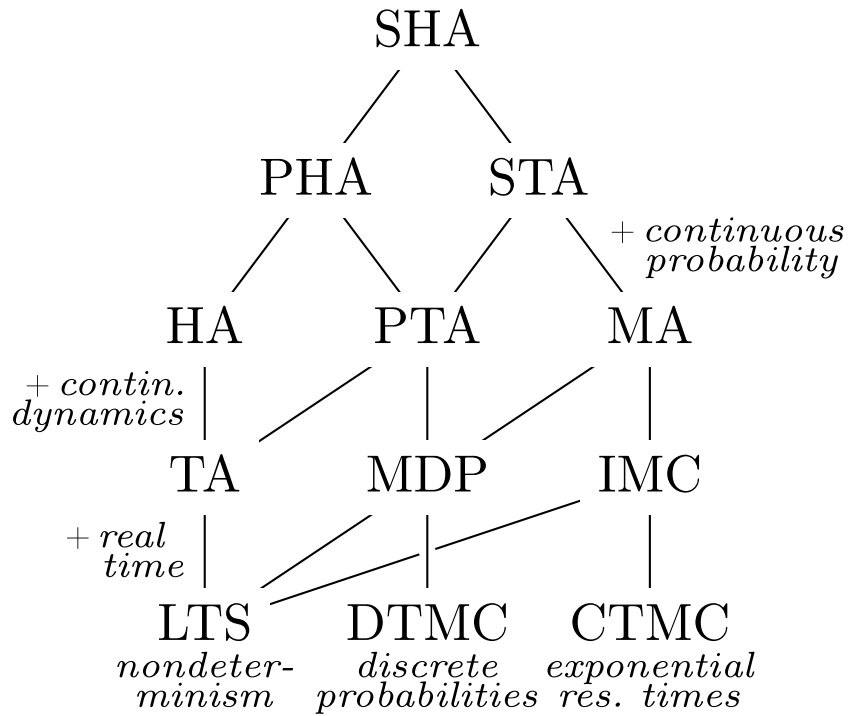 SHA
PHA STA
+ continuous
probability
HA PTA MA
+ contin.
dynamics
TA MDP IMC
+ real
time
LTS DTMC CTMC
nondeter- discrete exponential
minism probabilities res. times